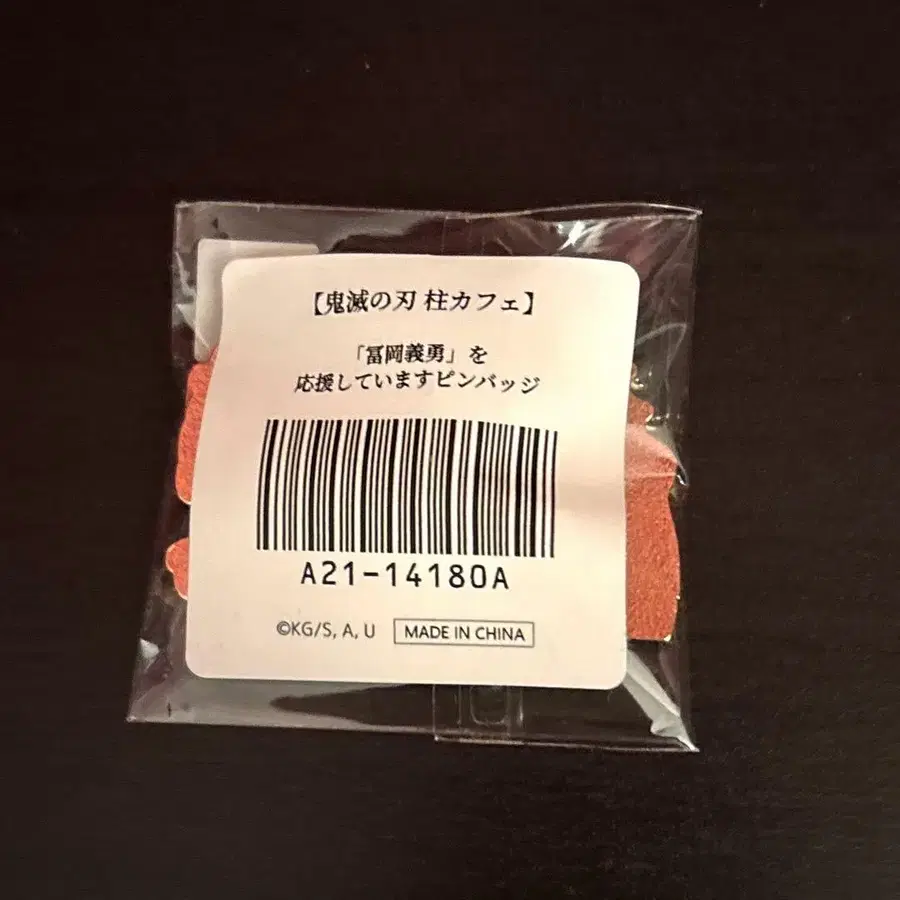 【鬼滅の刃 柱カフェ】
「冨岡義勇」を
応援していますピンバッジ
A21-14180A
©KG/S, A, U
MADE IN CHINA